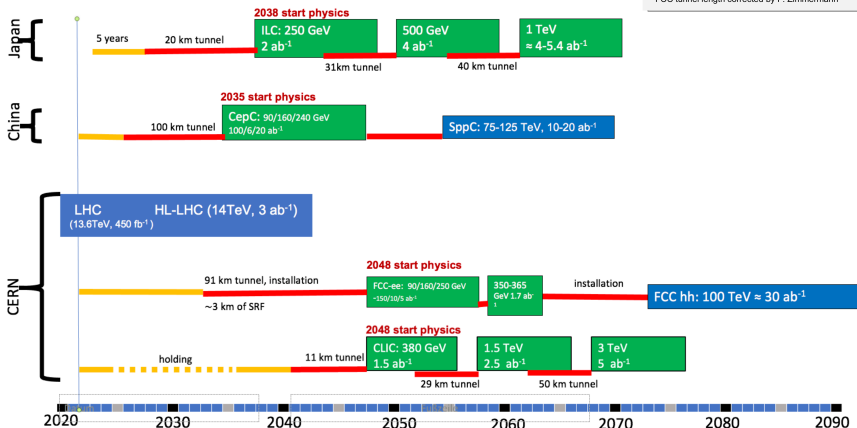 FCC tunnel length corrected by F. Zimmermann
2038 start physics
Japan
5 years
20 km tunnel
ILC: 250 GeV
2 ab⁻¹
500 GeV
4 ab⁻¹
1 TeV
≈ 4-5.4 ab⁻¹
31km tunnel
40 km tunnel
2035 start physics
China
100 km tunnel
CepC: 90/160/240 GeV
100/6/20 ab⁻¹
SppC: 75-125 TeV, 10-20 ab⁻¹
CERN
LHC HL-LHC (14TeV, 3 ab⁻¹)
(13.6TeV, 450 fb⁻¹)
2048 start physics
91 km tunnel, installation
~3 km of SRF
FCC-ee: 90/160/250 GeV
~150/10/5 ab⁻¹
350-365
GeV 1.7 ab⁻
¹
installation
FCC hh: 100 TeV ≈ 30 ab⁻¹
2048 start physics
holding
11 km tunnel
CLIC: 380 GeV
1.5 ab⁻¹
1.5 TeV
2.5 ab⁻¹
3 TeV
5 ab⁻¹
29 km tunnel
50 km tunnel
2020
2030
2040
2050
2060
2070
2080
2090